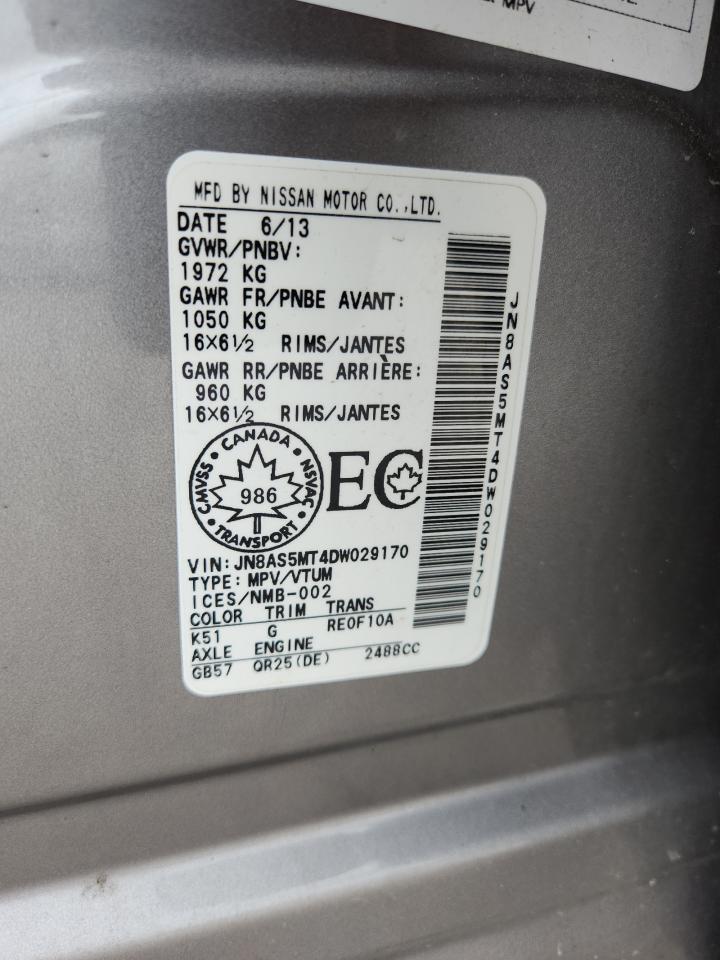 MPV
MFD BY NISSAN MOTOR CO.,LTD.
DATE 6/13
GVWR/PNBV:
1972 KG
GAWR FR/PNBE AVANT:
1050 KG
16×6½ RIMS/JANTES
GAWR RR/PNBE ARRIÈRE:
960 KG
16×6½ RIMS/JANTES
CANADA
CMVSS 986 NSVAC
TRANSPORT
EC
VIN:JN8AS5MT4DW029170
TYPE:MPV/VTUM
ICES/NMB-002
COLOR TRIM TRANS
K51 G RE0F10A
AXLE ENGINE
GB57 QR25(DE) 2488CC
JN8AS5MT4DW029170